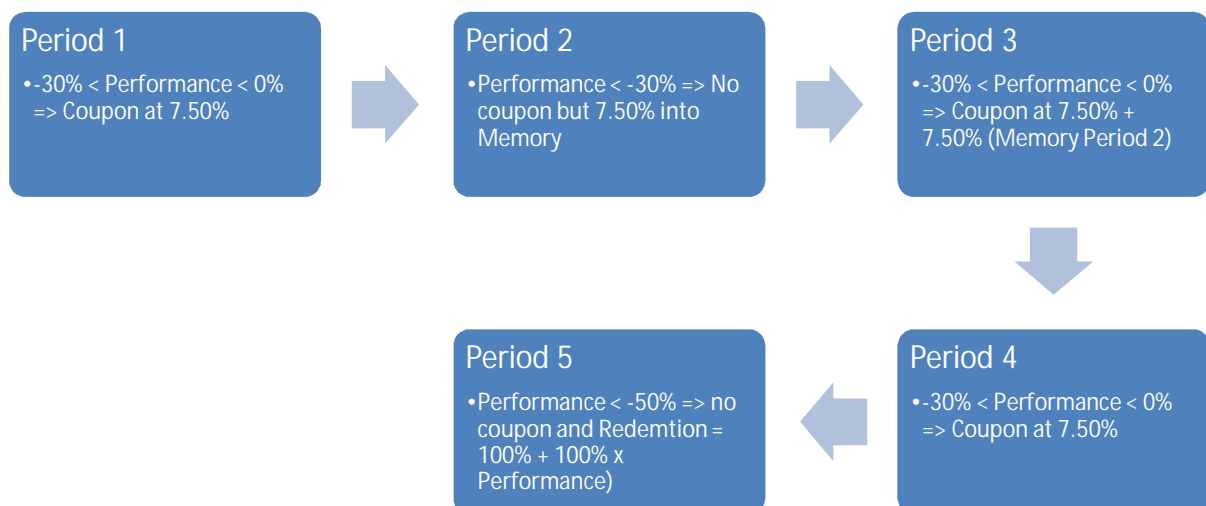 Period 1
•-30% < Performance < 0%
=> Coupon at 7.50%
Period 2
•Performance < -30% => No
coupon but 7.50% into
Memory
Period 3
•-30% < Performance < 0%
=> Coupon at 7.50% +
7.50% (Memory Period 2)
Period 4
•-30% < Performance < 0%
=> Coupon at 7.50%
Period 5
•Performance < -50% => no
coupon and Redemtion =
100% + 100% x
Performance)